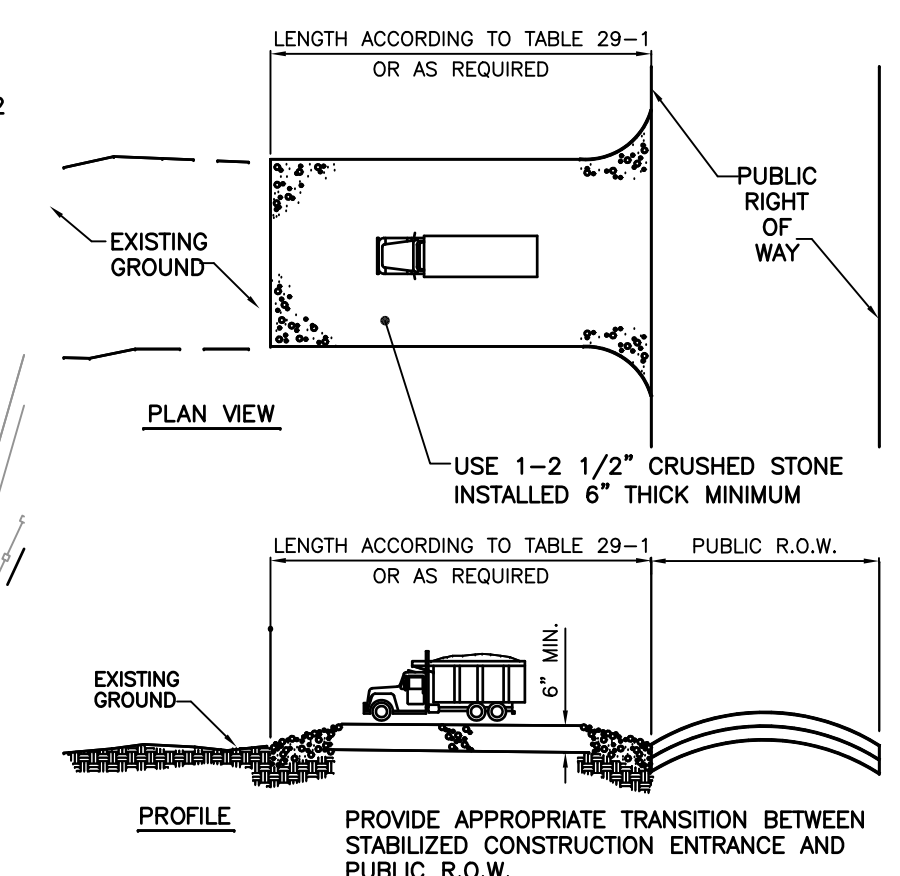 LENGTH ACCORDING TO TABLE 29-1
OR AS REQUIRED
2
PUBLIC
RIGHT
OF
WAY
EXISTING
GROUND
PLAN VIEW
USE 1-2 1/2" CRUSHED STONE
INSTALLED 6" THICK MINIMUM
LENGTH ACCORDING TO TABLE 29-1
PUBLIC R.O.W.
OR AS REQUIRED
6" MIN.
EXISTING
GROUND
PROFILE
PROVIDE APPROPRIATE TRANSITION BETWEEN
STABILIZED CONSTRUCTION ENTRANCE AND
PUBLIC R.O.W.